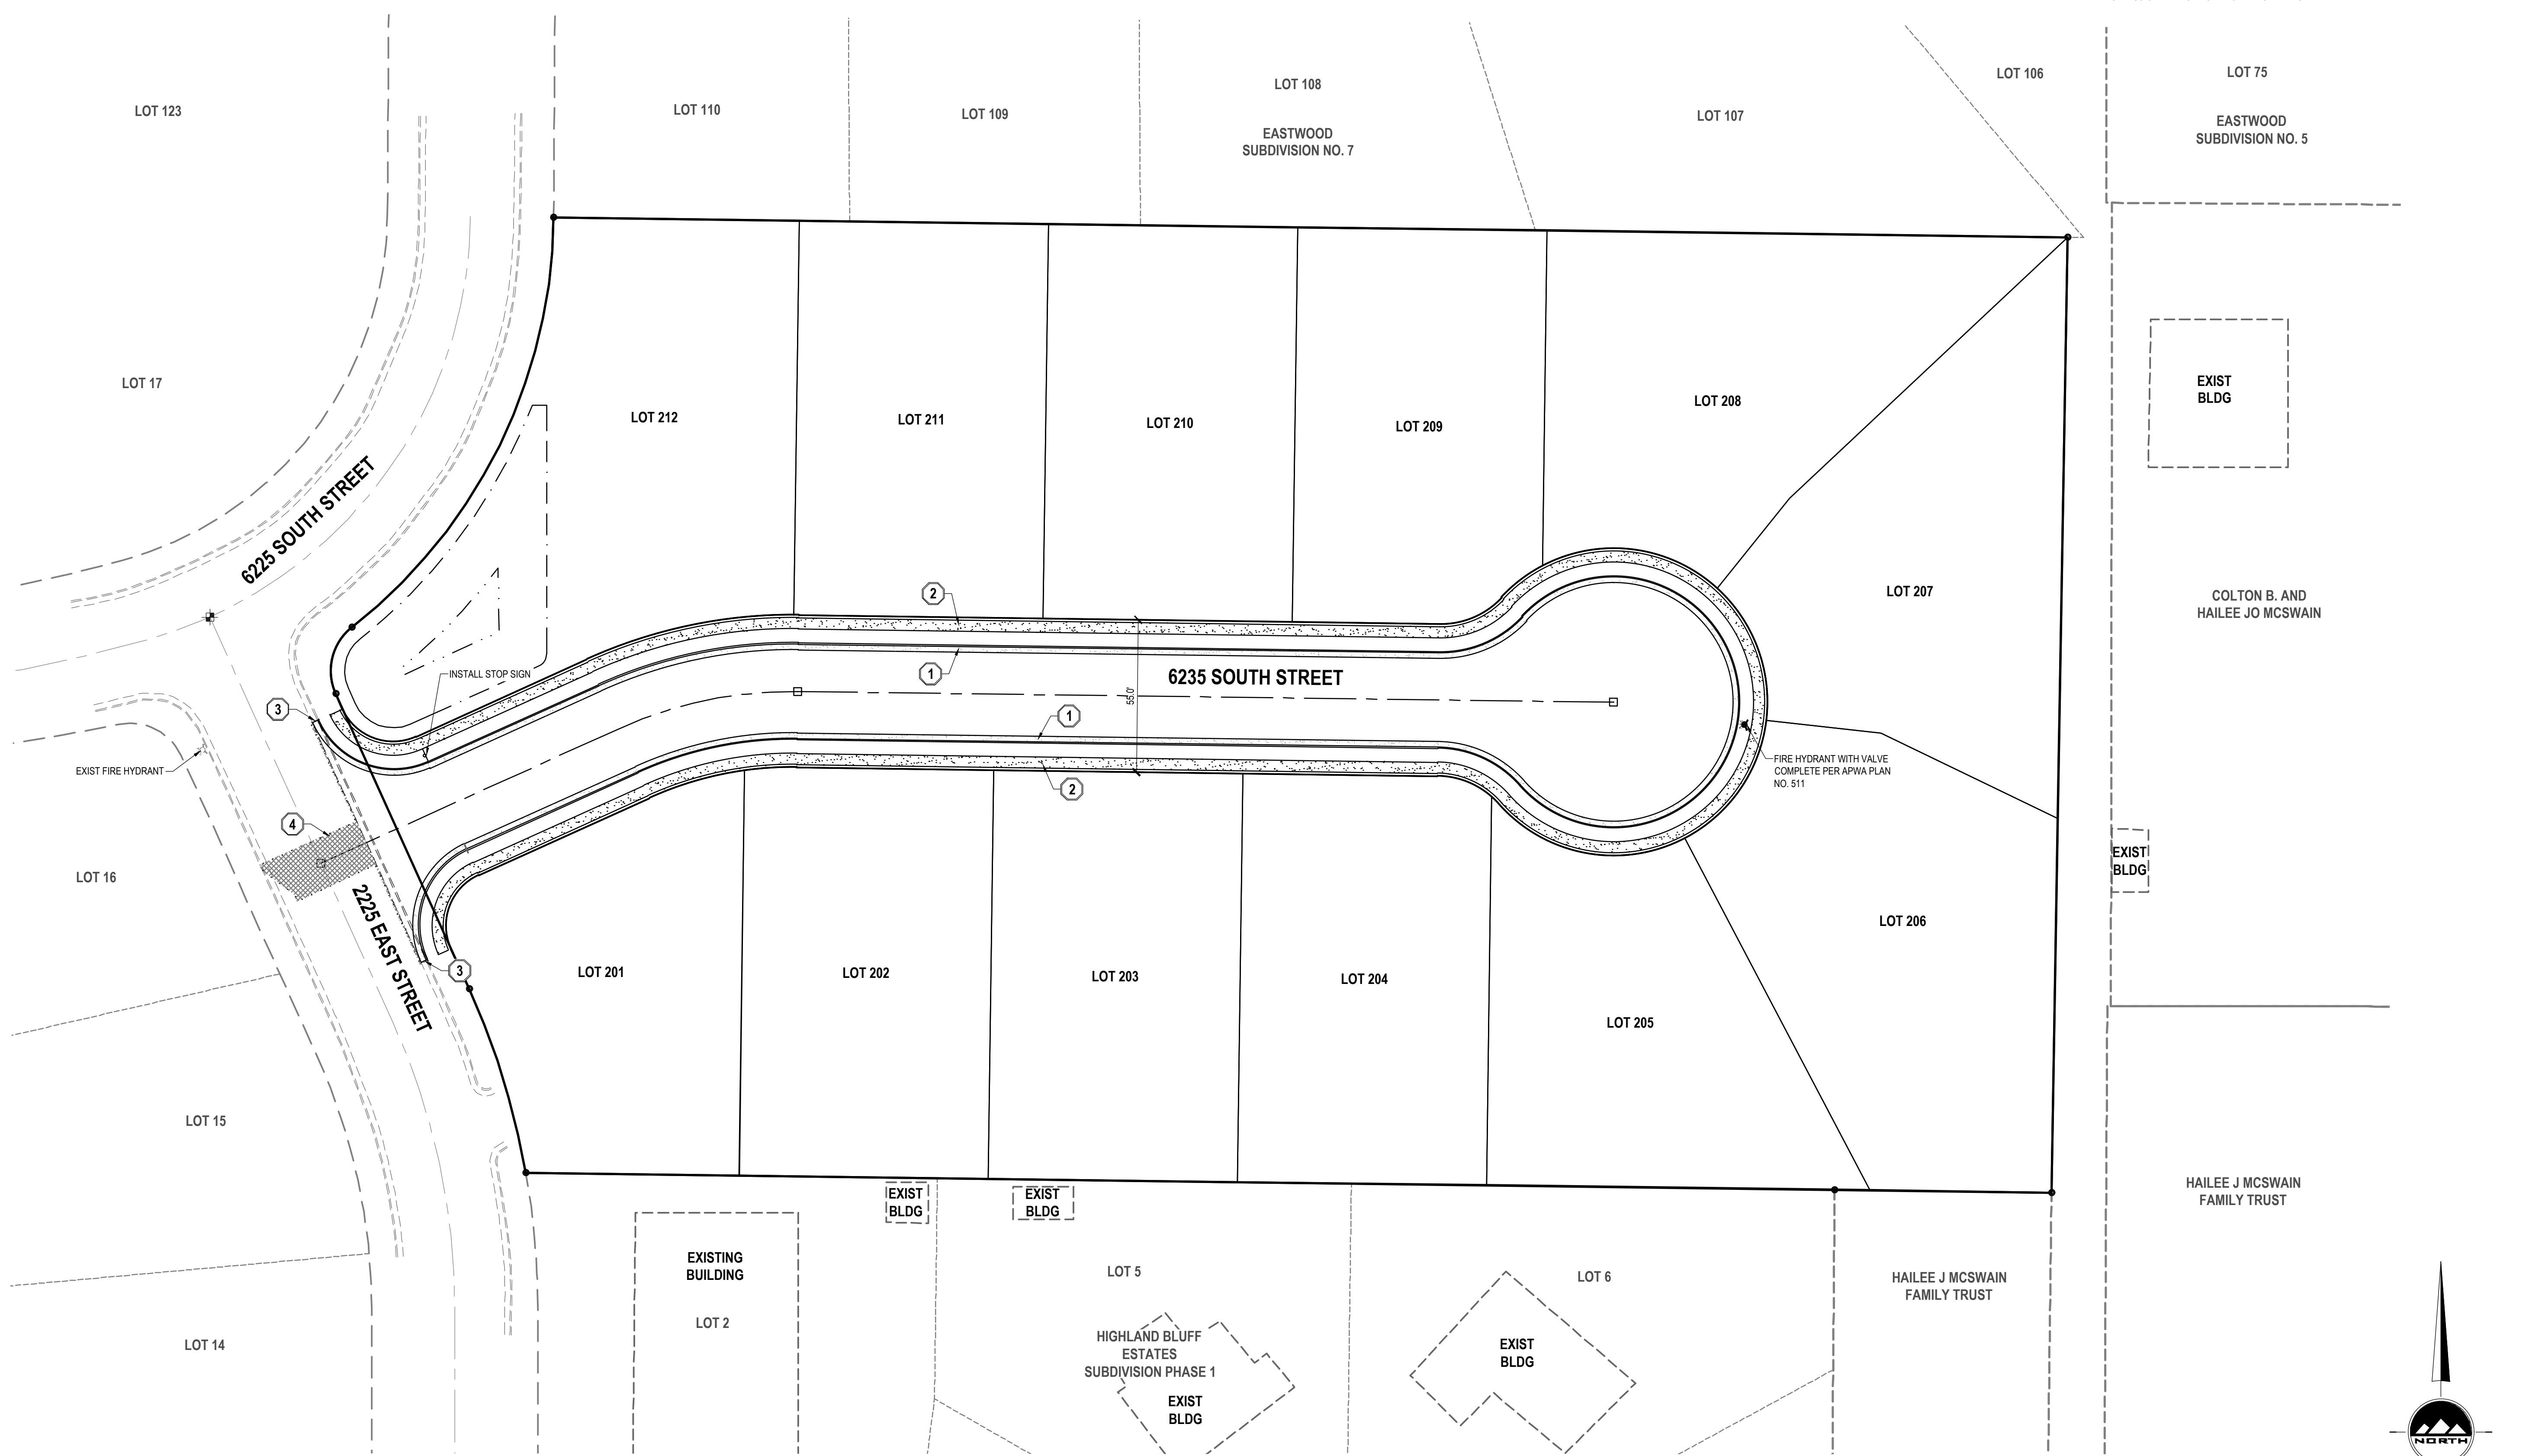 LOT 106
LOT 75
LOT 108
LOT 123
LOT 110
LOT 109
LOT 107
EASTWOOD
SUBDIVISION NO. 7
EASTWOOD
SUBDIVISION NO. 5
LOT 17
EXIST
BLDG
LOT 212
LOT 211
LOT 210
LOT 209
LOT 208
6225 SOUTH STREET
2
LOT 207
COLTON B. AND
HAILEE JO MCSWAIN
INSTALL STOP SIGN
1
6235 SOUTH STREET
55.0'
3
1
EXIST FIRE HYDRANT
FIRE HYDRANT WITH VALVE
COMPLETE PER APWA PLAN
NO. 511
2
4
EXIST
BLDG
LOT 16
2225 EAST STREET
LOT 206
3
LOT 201
LOT 202
LOT 203
LOT 204
LOT 205
LOT 15
EXIST
BLDG
EXIST
BLDG
HAILEE J MCSWAIN
FAMILY TRUST
EXISTING
BUILDING
LOT 2
LOT 5
LOT 6
HAILEE J MCSWAIN
FAMILY TRUST
LOT 14
HIGHLAND BLUFF
ESTATES
SUBDIVISION PHASE 1
EXIST
BLDG
EXIST
BLDG
NORTH